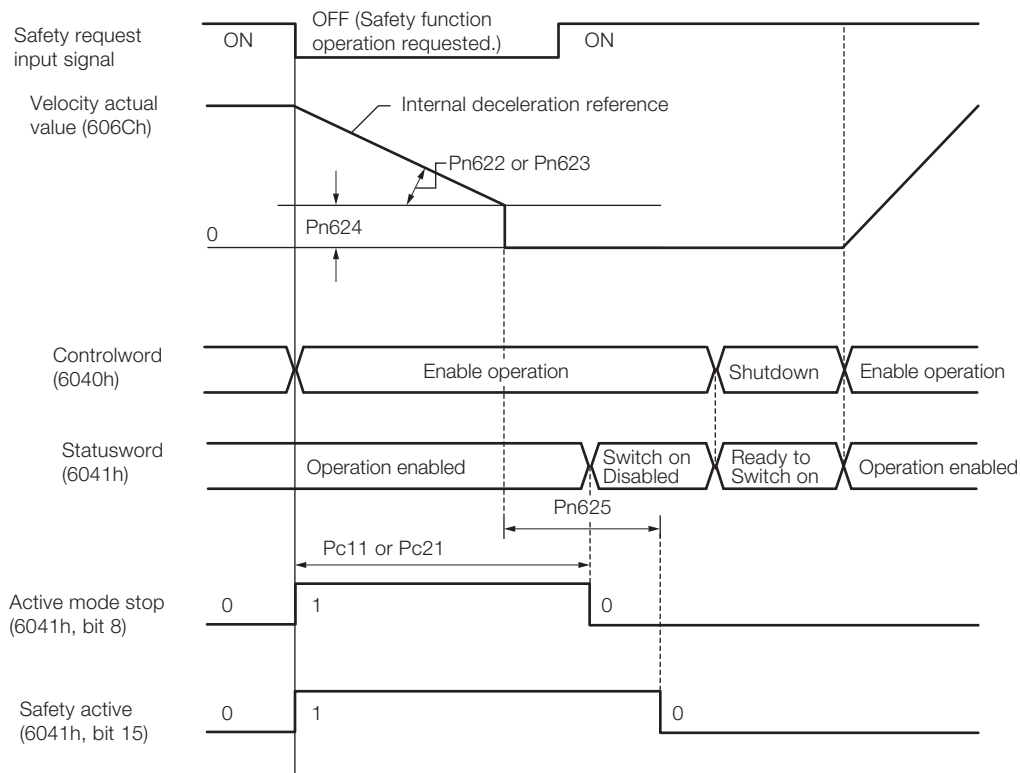 OFF (Safety function
operation requested.)
Safety request
input signal
ON
ON
Velocity actual
value (606Ch)
Internal deceleration reference
Pn622 or Pn623
Pn624
0
Controlword
(6040h)
Enable operation
Shutdown
Enable operation
Statusword
(6041h)
Operation enabled
Switch on
Disabled
Ready to
Switch on
Operation enabled
Pn625
Pc11 or Pc21
Active mode stop
(6041h, bit 8)
0
1
0
Safety active
(6041h, bit 15)
0
1
0